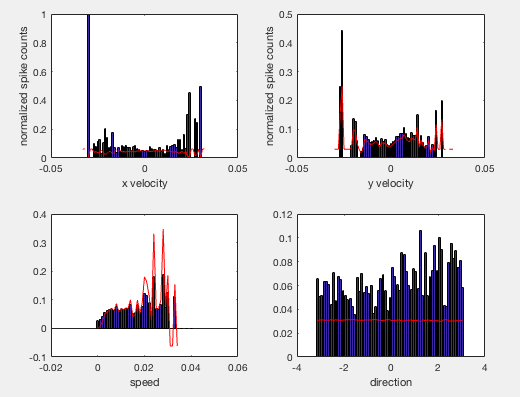 normalized spike counts
1
0.8
0.6
0.4
0.2
0
-0.05 0 0.05
x velocity
normalized spike counts
0.5
0.4
0.3
0.2
0.1
0
-0.05 0 0.05
y velocity
0.4
0.3
0.2
0.1
0
-0.1
-0.02 0 0.02 0.04 0.06
speed
0.12
0.1
0.08
0.06
0.04
0.02
0
-4 -2 0 2 4
direction